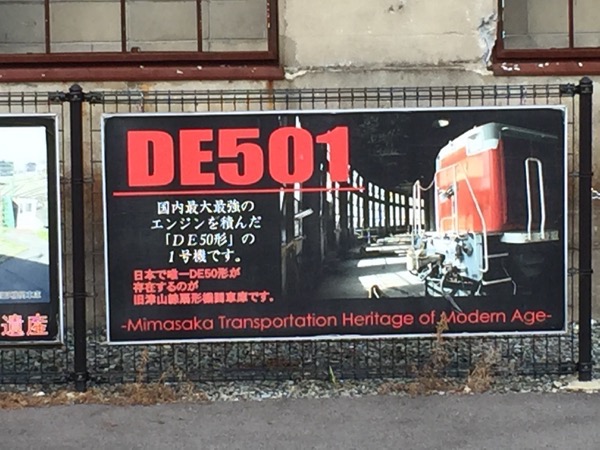 DE501
国内最大最強の
エンジンを積んだ
「DE50形」の
1号機です。
日本で唯一DE50形が
存在するのが
旧津山線扇形機関車庫です。
-Mimasaka Transportation Heritage of Modern Age-
遺産